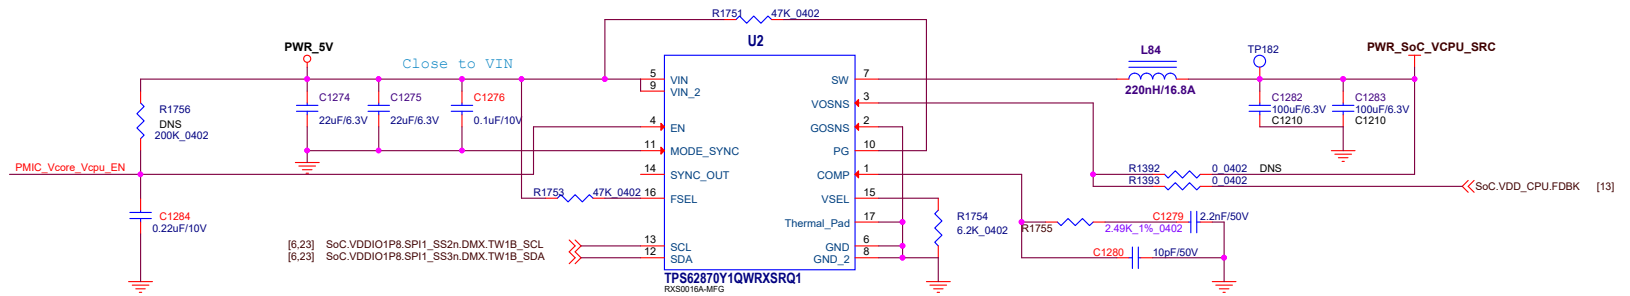 R1751 47K_0402
U2
PWR_5V
Close to VIN
L84
220nH/16.8A
TP182
PWR_SoC_VCPU_SRC
R1756
DNS
200K_0402
C1274
22uF/6.3V
C1275
22uF/6.3V
C1276
0.1uF/10V
5 VIN
9 VIN_2
4 EN
11 MODE_SYNC
14 SYNC_OUT
16 FSEL
13 SCL
12 SDA
SW 7
VOSNS 3
GOSNS 2
PG 10
COMP 1
VSEL 15
Thermal_Pad 17
GND 6
GND_2 8
C1282
100uF/6.3V
C1210
C1283
100uF/6.3V
C1210
PMIC_Vcore_Vcpu_EN
R1392 0_0402 DNS
R1393 0_0402
SoC.VDD_CPU.FDBK [13]
R1753 47K_0402
C1284
0.22uF/10V
R1754
6.2K_0402
R1755
2.49K_1%_0402
C1279 2.2nF/50V
C1280 10pF/50V
[6,23] SoC.VDDIO1P8.SPI1_SS2n.DMX.TW1B_SCL
[6,23] SoC.VDDIO1P8.SPI1_SS3n.DMX.TW1B_SDA
TPS62870Y1QWRXSRQ1
RXS0016A-MFG